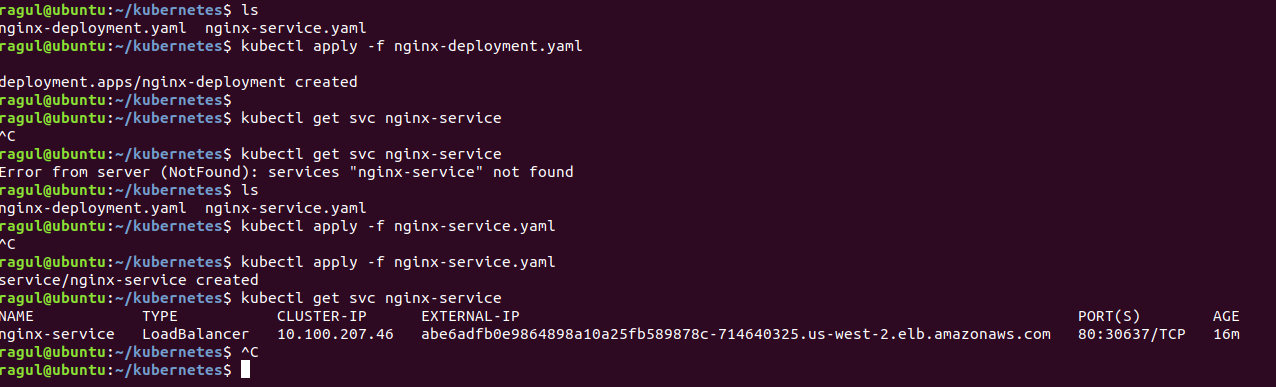 ragul@ubuntu:~/kubernetes$ ls
nginx-deployment.yaml  nginx-service.yaml
ragul@ubuntu:~/kubernetes$ kubectl apply -f nginx-deployment.yaml
deployment.apps/nginx-deployment created
ragul@ubuntu:~/kubernetes$
ragul@ubuntu:~/kubernetes$ kubectl get svc nginx-service
^C
ragul@ubuntu:~/kubernetes$ kubectl get svc nginx-service
Error from server (NotFound): services "nginx-service" not found
ragul@ubuntu:~/kubernetes$ ls
nginx-deployment.yaml  nginx-service.yaml
ragul@ubuntu:~/kubernetes$ kubectl apply -f nginx-service.yaml
^C
ragul@ubuntu:~/kubernetes$ kubectl apply -f nginx-service.yaml
service/nginx-service created
ragul@ubuntu:~/kubernetes$ kubectl get svc nginx-service
NAME            TYPE           CLUSTER-IP      EXTERNAL-IP                                                              PORT(S)        AGE
nginx-service   LoadBalancer   10.100.207.46   abe6adfb0e9864898a10a25fb589878c-714640325.us-west-2.elb.amazonaws.com   80:30637/TCP   16m
ragul@ubuntu:~/kubernetes$ ^C
ragul@ubuntu:~/kubernetes$